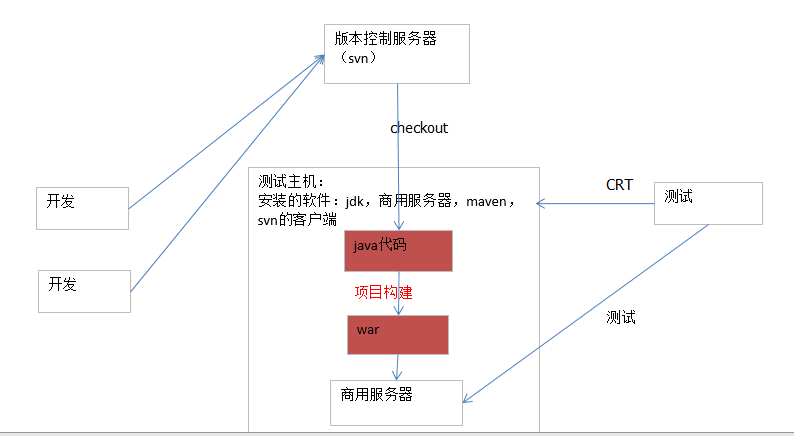 版本控制服务器
（svn）
checkout
测试主机：
安装的软件：jdk，商用服务器，maven，
svn的客户端
CRT
测试
开发
java代码
开发
项目构建
测试
war
商用服务器